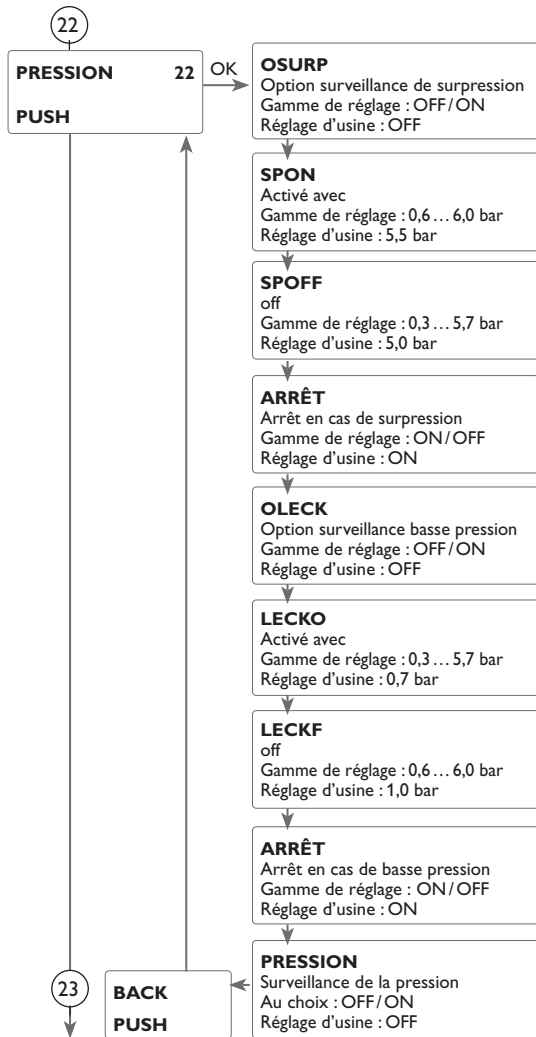 22
PRESSION 22
PUSH
OK
OSURP
Option surveillance de surpression
Gamme de réglage : OFF/ON
Réglage d'usine : OFF
SPON
Activé avec
Gamme de réglage : 0,6… 6,0 bar
Réglage d'usine : 5,5 bar
SPOFF
off
Gamme de réglage : 0,3… 5,7 bar
Réglage d'usine : 5,0 bar
ARRÊT
Arrêt en cas de surpression
Gamme de réglage : ON/OFF
Réglage d'usine : ON
OLECK
Option surveillance basse pression
Gamme de réglage : OFF/ON
Réglage d'usine : OFF
LECKO
Activé avec
Gamme de réglage : 0,3… 5,7 bar
Réglage d'usine : 0,7 bar
LECKF
off
Gamme de réglage : 0,6… 6,0 bar
Réglage d'usine : 1,0 bar
ARRÊT
Arrêt en cas de basse pression
Gamme de réglage : ON/OFF
Réglage d'usine : ON
PRESSION
Surveillance de la pression
Au choix : OFF/ON
Réglage d'usine : OFF
BACK
PUSH
23